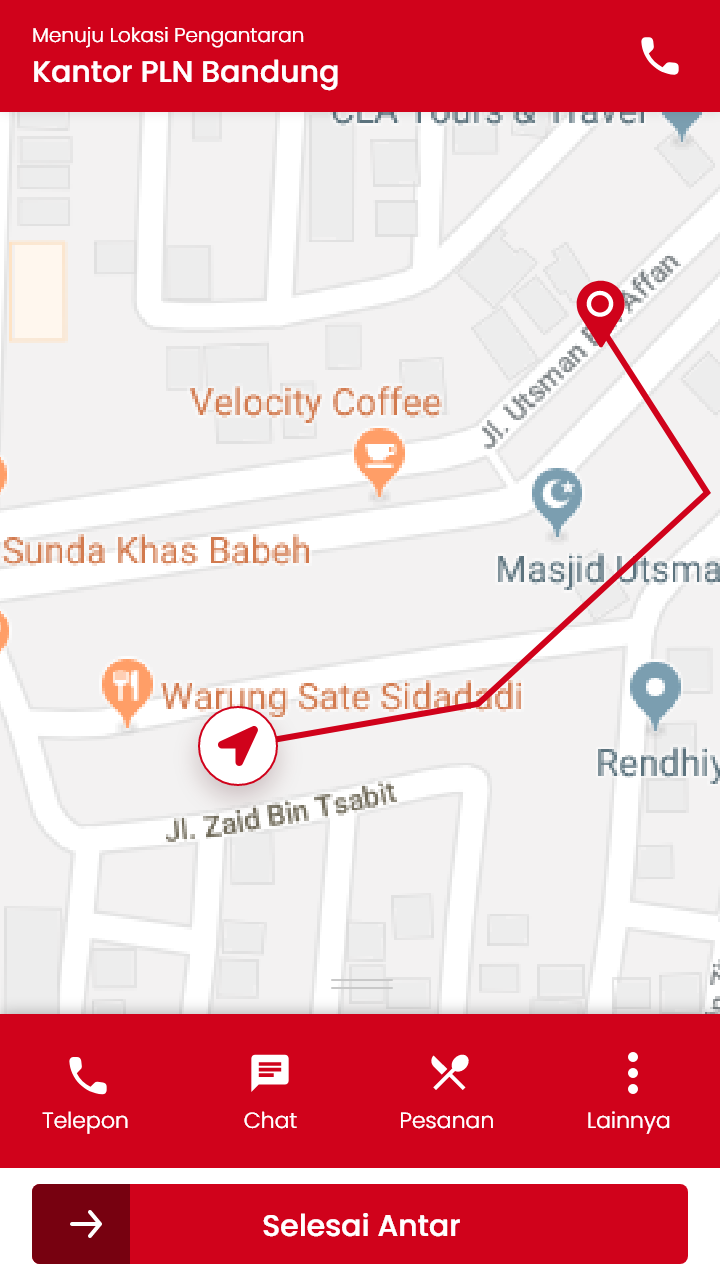 Menuju Lokasi Pengantaran
Kantor PLN Bandung
CLA Tours & Travel
Jl. Utsman Affan
Velocity Coffee
Sunda Khas Babeh
Masjid Utsma
Warung Sate Sidadadi
Rendhiy
Jl. Zaid Bin Tsabit
Telepon
Chat
Pesanan
Lainnya
Selesai Antar